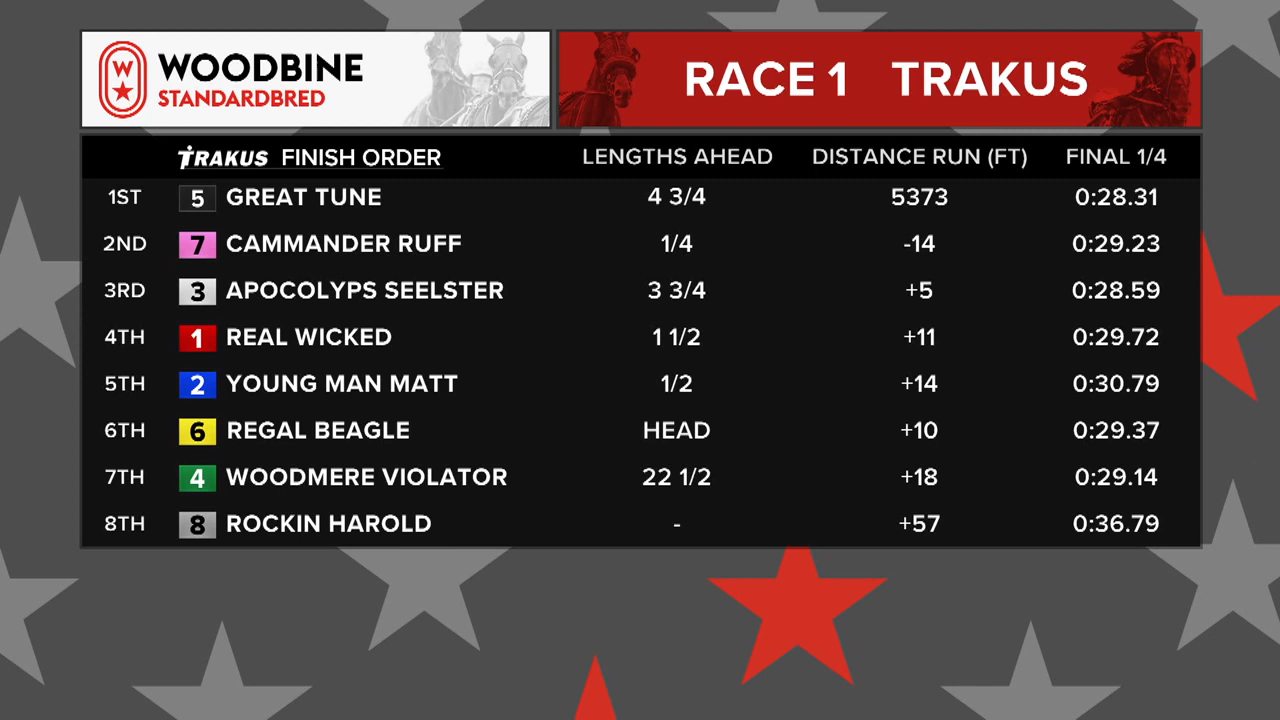 W
WOODBINE
STANDARDBRED
RACE 1 TRAKUS
TRAKUS FINISH ORDER LENGTHS AHEAD DISTANCE RUN (FT) FINAL 1/4
1ST 5 GREAT TUNE 4 3/4 5373 0:28.31
2ND 7 CAMMANDER RUFF 1/4 -14 0:29.23
3RD 3 APOCOLYPS SEELSTER 3 3/4 +5 0:28.59
4TH 1 REAL WICKED 1 1/2 +11 0:29.72
5TH 2 YOUNG MAN MATT 1/2 +14 0:30.79
6TH 6 REGAL BEAGLE HEAD +10 0:29.37
7TH 4 WOODMERE VIOLATOR 22 1/2 +18 0:29.14
8TH 8 ROCKIN HAROLD - +57 0:36.79